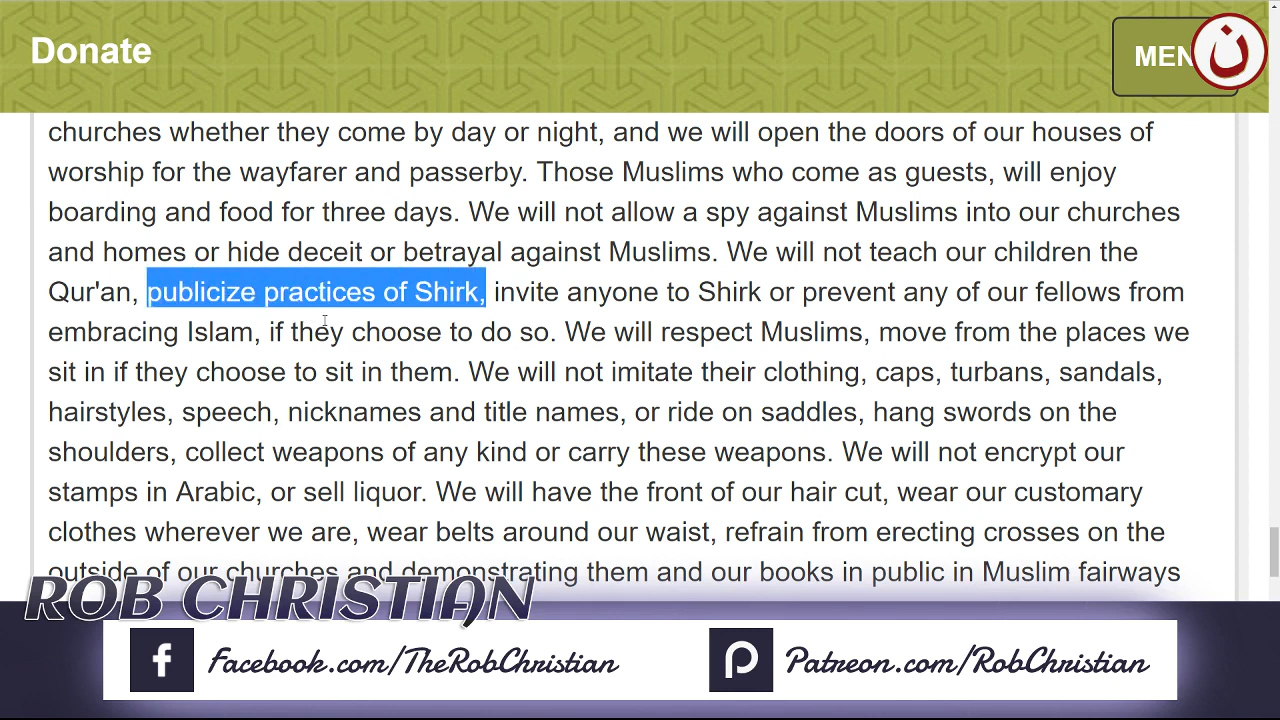 Donate
MEN
ن
churches whether they come by day or night, and we will open the doors of our houses of
worship for the wayfarer and passerby. Those Muslims who come as guests, will enjoy
boarding and food for three days. We will not allow a spy against Muslims into our churches
and homes or hide deceit or betrayal against Muslims. We will not teach our children the
Qur'an, publicize practices of Shirk, invite anyone to Shirk or prevent any of our fellows from
embracing Islam, if they choose to do so. We will respect Muslims, move from the places we
sit in if they choose to sit in them. We will not imitate their clothing, caps, turbans, sandals,
hairstyles, speech, nicknames and title names, or ride on saddles, hang swords on the
shoulders, collect weapons of any kind or carry these weapons. We will not encrypt our
stamps in Arabic, or sell liquor. We will have the front of our hair cut, wear our customary
clothes wherever we are, wear belts around our waist, refrain from erecting crosses on the
outside of our churches and demonstrating them and our books in public in Muslim fairways
ROB CHRISTIAN
Facebook.com/TheRobChristian
Patreon.com/RobChristian